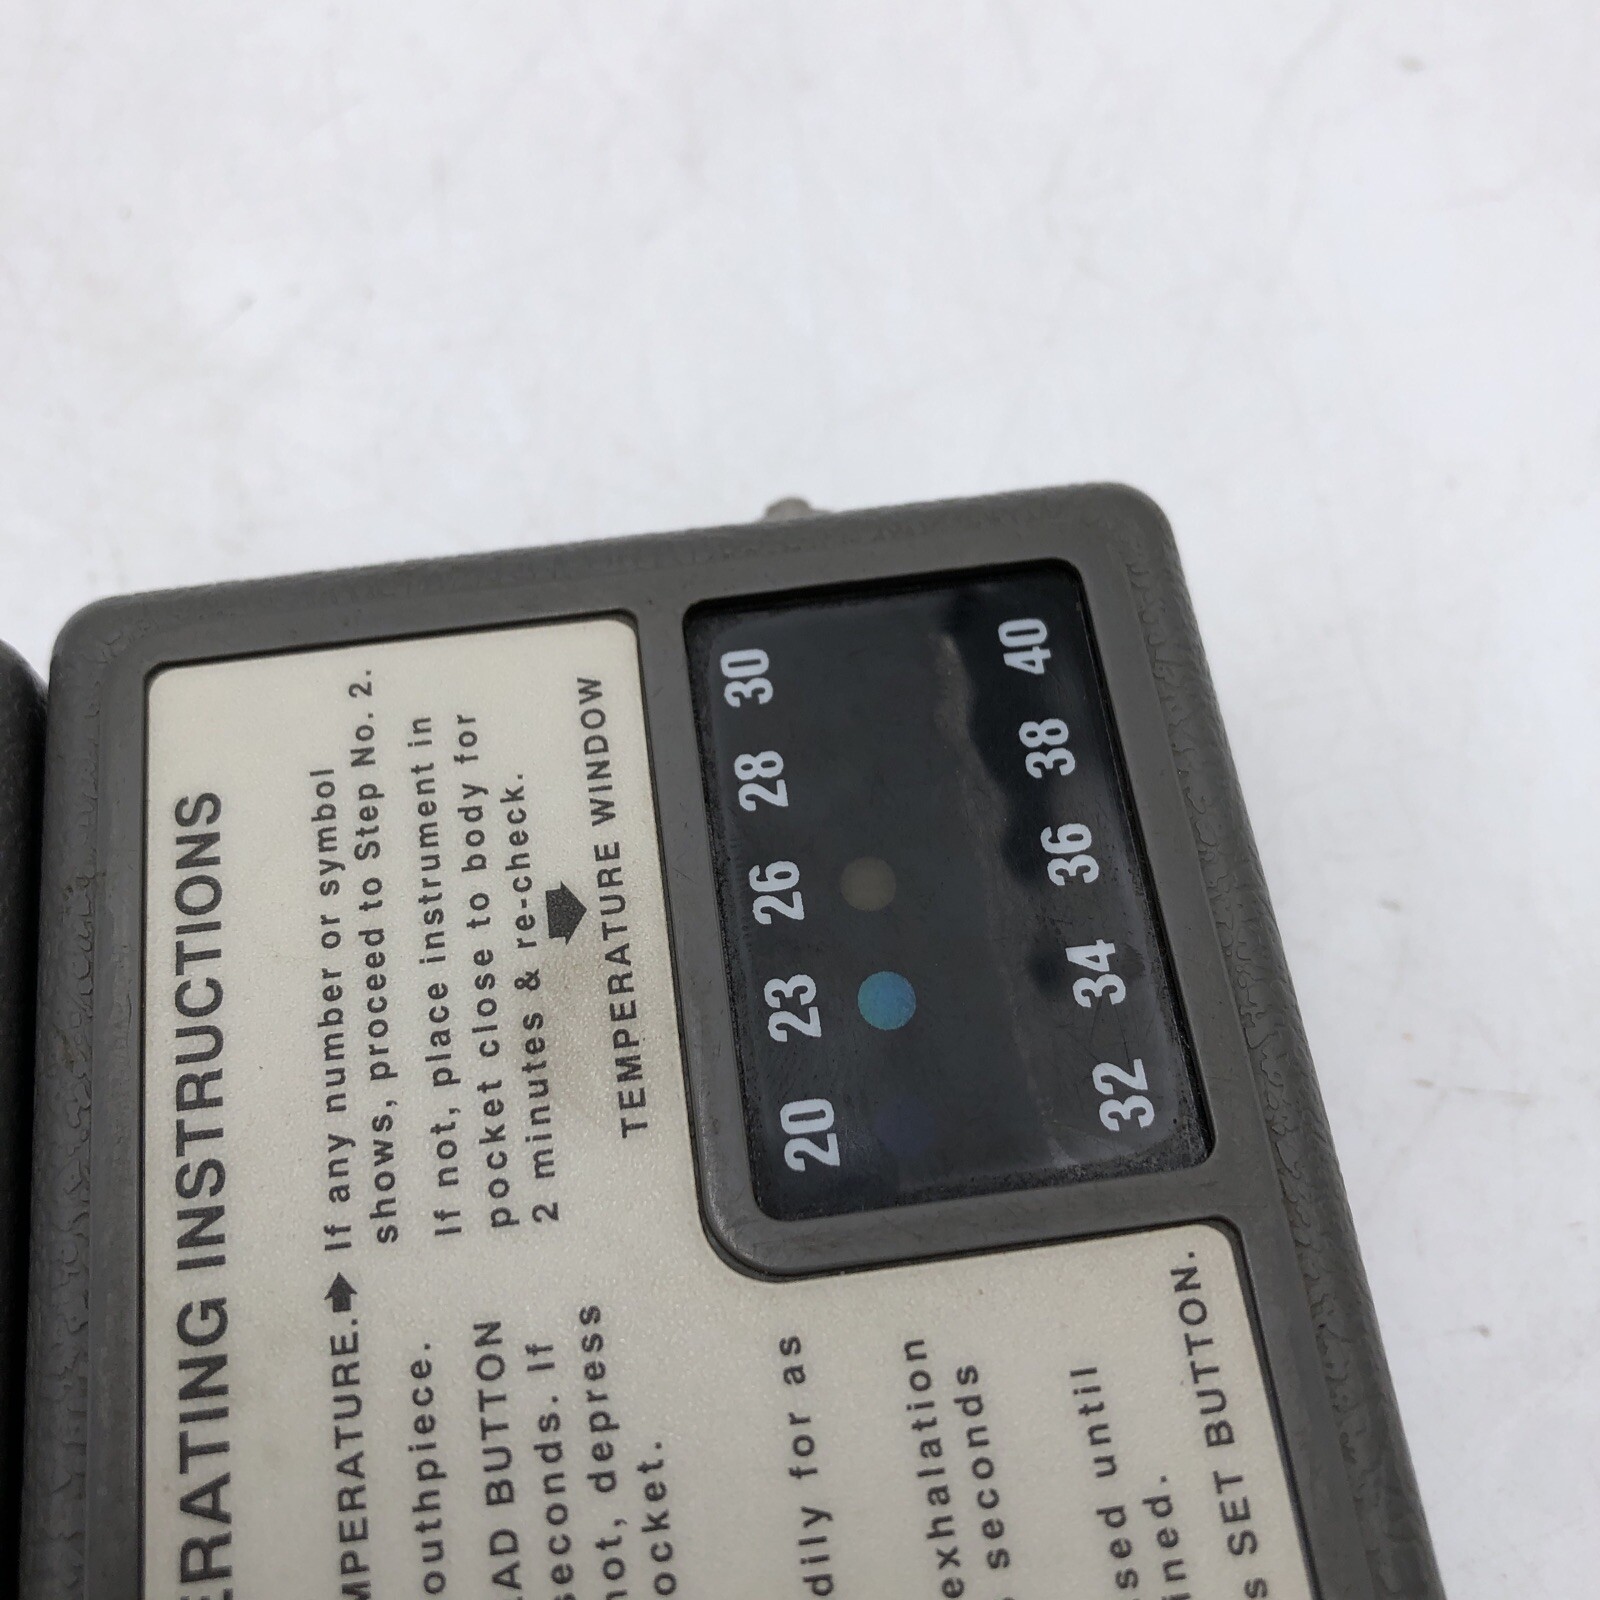 ERATING INSTRUCTIONS
MPERATURE. If any number or symbol
shows, proceed to Step No. 2.
If not, place instrument in
pocket close to body for
2 minutes & re-check.
TEMPERATURE WINDOW
20 23 26 28 30
32 34 36 38 40
outhpiece.
AD BUTTON
seconds. If
not, depress
ocket.
dily for as
exhalation
seconds
sed until
ined.
s SET BUTTON.